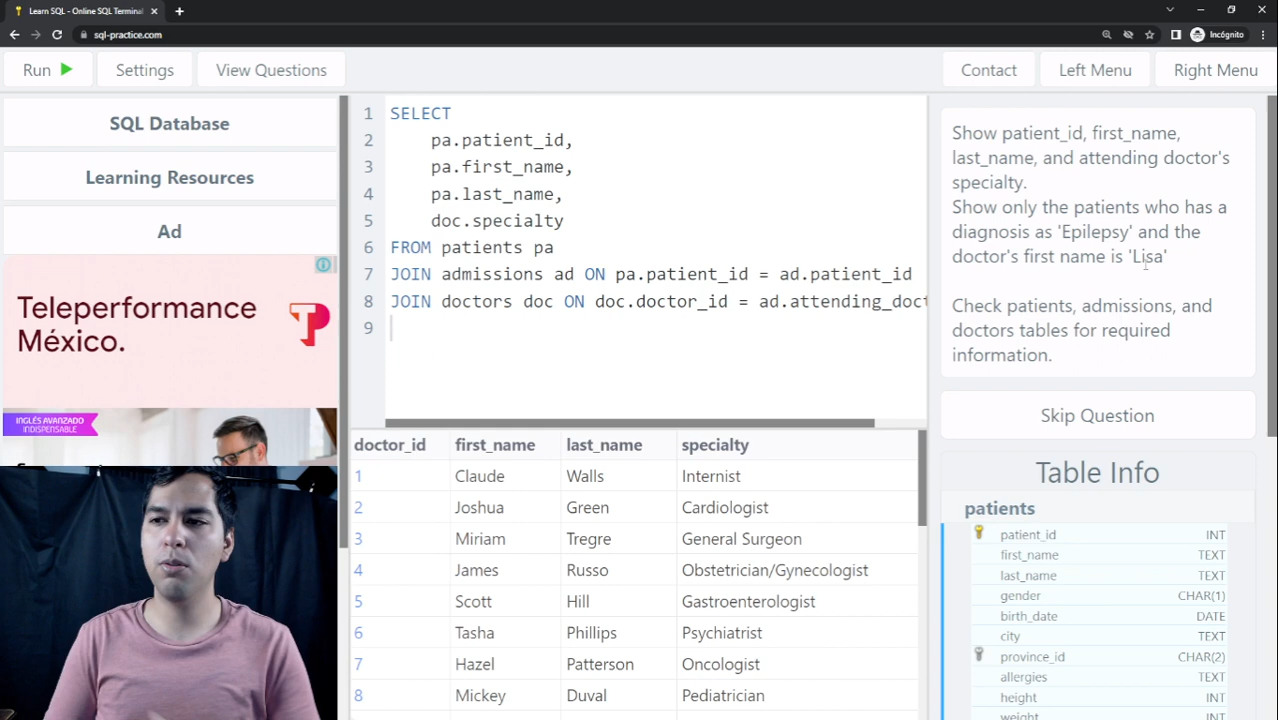 Learn SQL - Online SQL Terminal
sql-practice.com
Incógnito
Run
Settings
View Questions
Contact
Left Menu
Right Menu
SQL Database
Learning Resources
Ad
Teleperformance
México.
INGLÉS AVANZADO
INDISPENSABLE
1 SELECT
2 pa.patient_id,
3 pa.first_name,
4 pa.last_name,
5 doc.specialty
6 FROM patients pa
7 JOIN admissions ad ON pa.patient_id = ad.patient_id
8 JOIN doctors doc ON doc.doctor_id = ad.attending_doct
9
doctor_id first_name last_name specialty
1 Claude Walls Internist
2 Joshua Green Cardiologist
3 Miriam Tregre General Surgeon
4 James Russo Obstetrician/Gynecologist
5 Scott Hill Gastroenterologist
6 Tasha Phillips Psychiatrist
7 Hazel Patterson Oncologist
8 Mickey Duval Pediatrician
Show patient_id, first_name,
last_name, and attending doctor's
specialty.
Show only the patients who has a
diagnosis as 'Epilepsy' and the
doctor's first name is 'Lisa'
Check patients, admissions, and
doctors tables for required
information.
Skip Question
Table Info
patients
patient_id INT
first_name TEXT
last_name TEXT
gender CHAR(1)
birth_date DATE
city TEXT
province_id CHAR(2)
allergies TEXT
height INT
weight INT